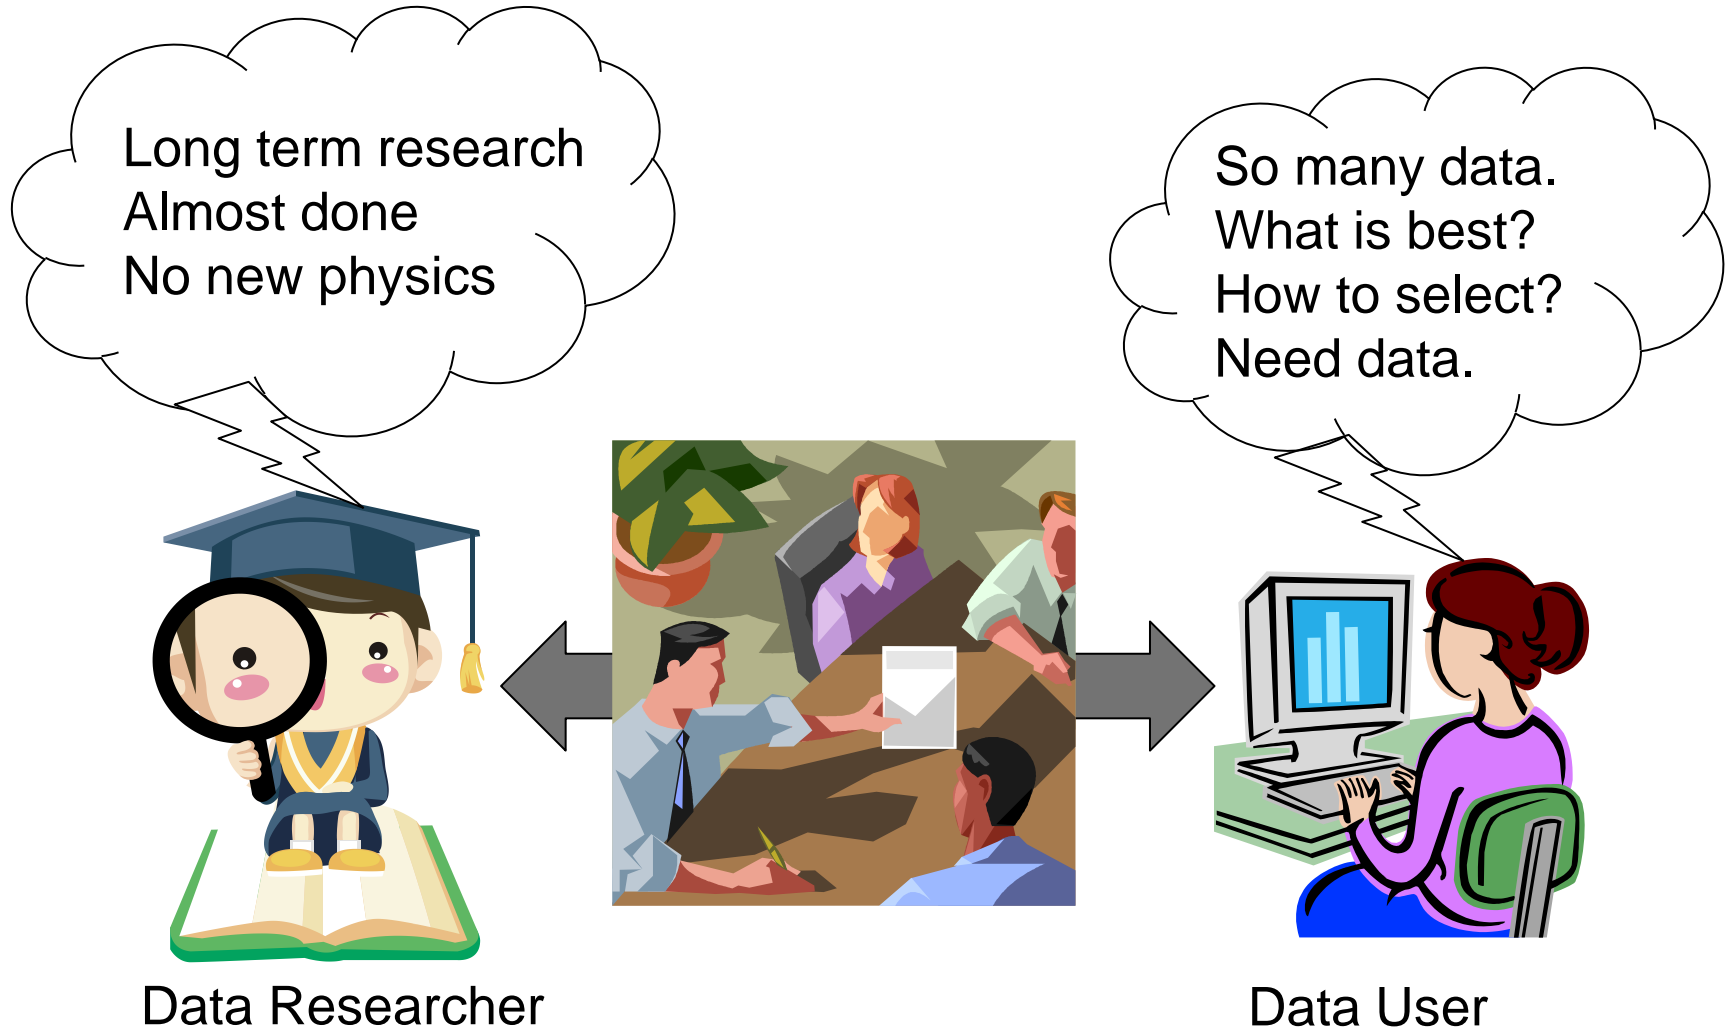 Long term research
Almost done
No new physics
So many data.
What is best?
How to select?
Need data.
Data Researcher
Data User